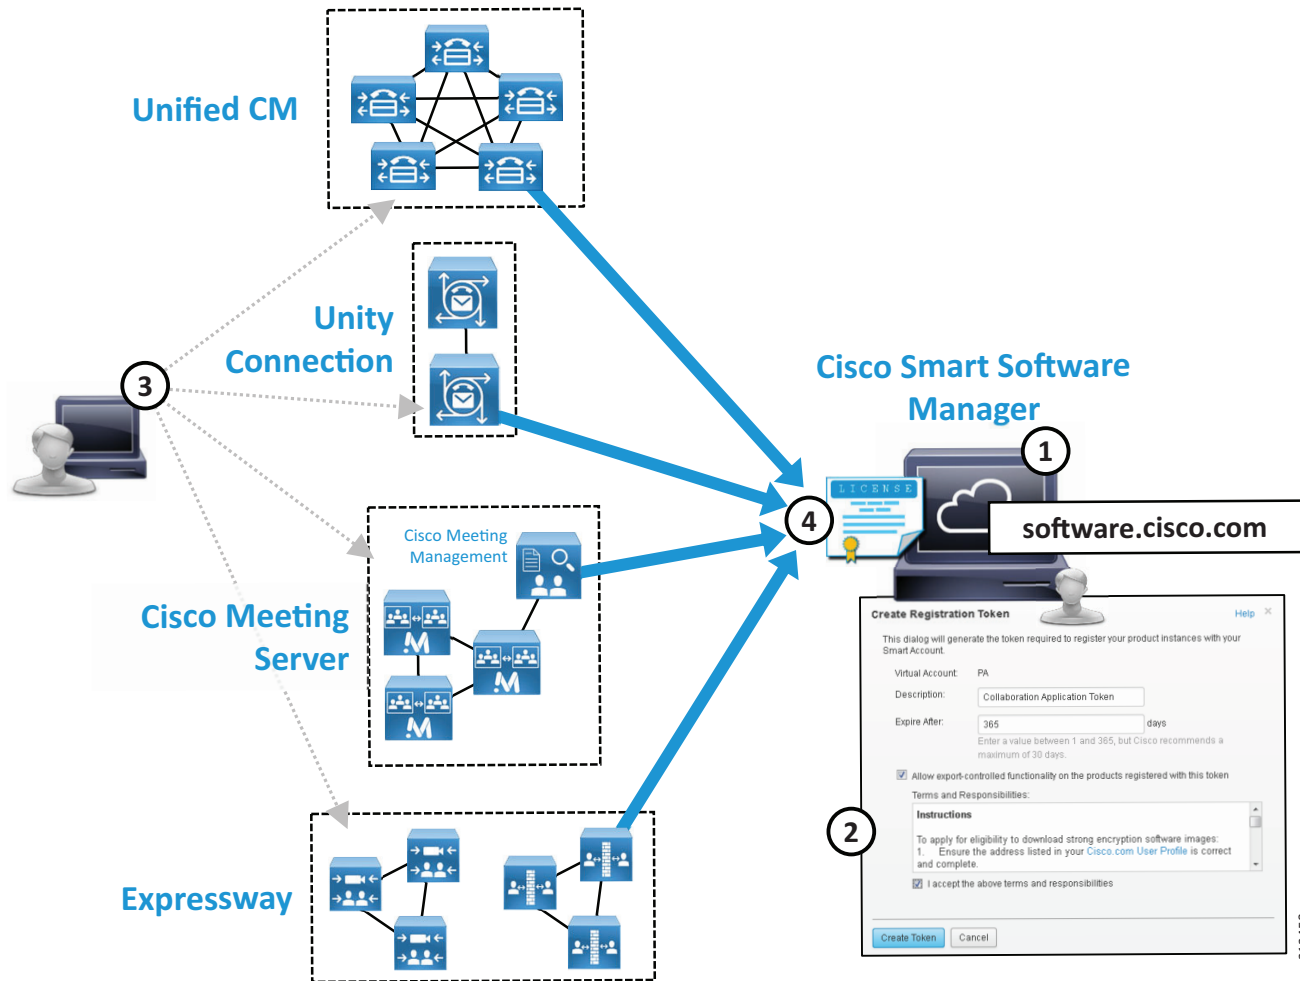 Unified CM
Unity
Connection
3
Cisco Smart Software
Manager
1
LICENSE
4
software.cisco.com
Cisco Meeting
Management
Cisco Meeting
Server
Create Registration Token
Help ×
This dialog will generate the token required to register your product instances with your
Smart Account.
Virtual Account: PA
Description: Collaboration Application Token
Expire After: 365 days
Enter a value between 1 and 365, but Cisco recommends a
maximum of 30 days.
Allow export-controlled functionality on the products registered with this token
Terms and Responsibilities:
2
Instructions
To apply for eligibility to download strong encryption software images:
1. Ensure the address listed in your Cisco.com User Profile is correct
and complete.
I accept the above terms and responsibilities
Create Token Cancel
Expressway